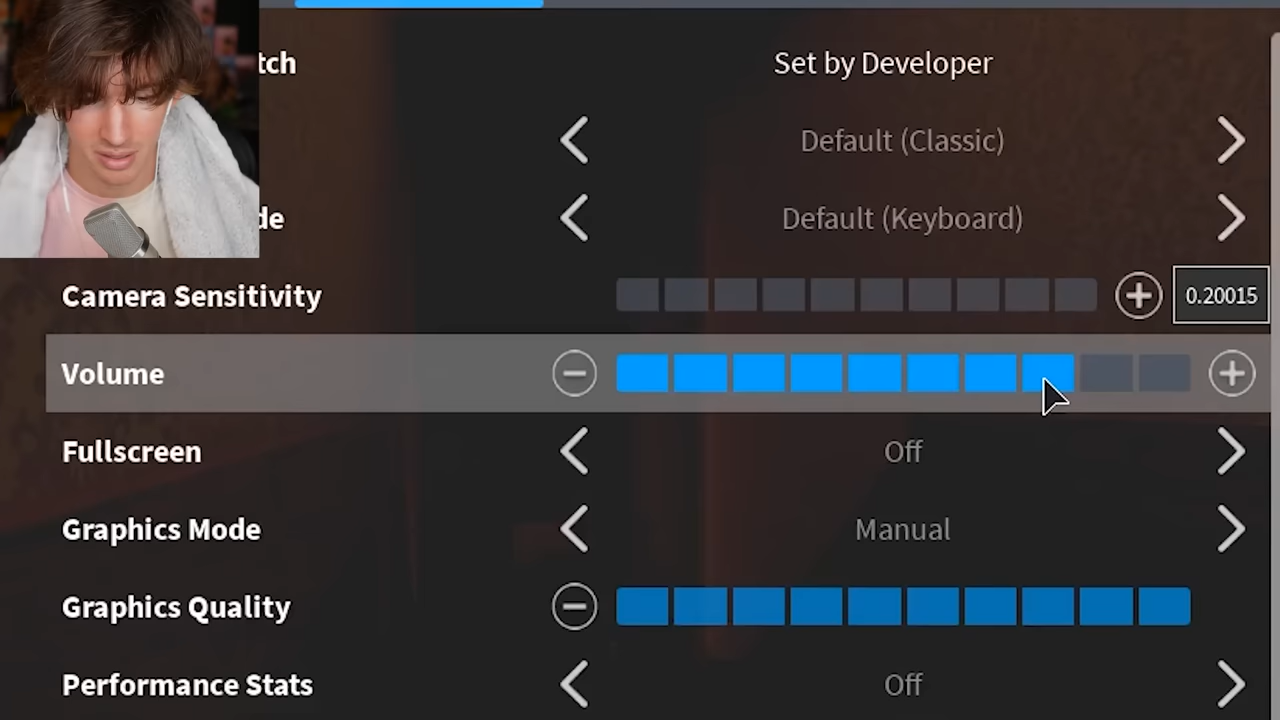 tch
Set by Developer
Default (Classic)
de
Default (Keyboard)
Camera Sensitivity
0.20015
Volume
Fullscreen
Off
Graphics Mode
Manual
Graphics Quality
Performance Stats
Off